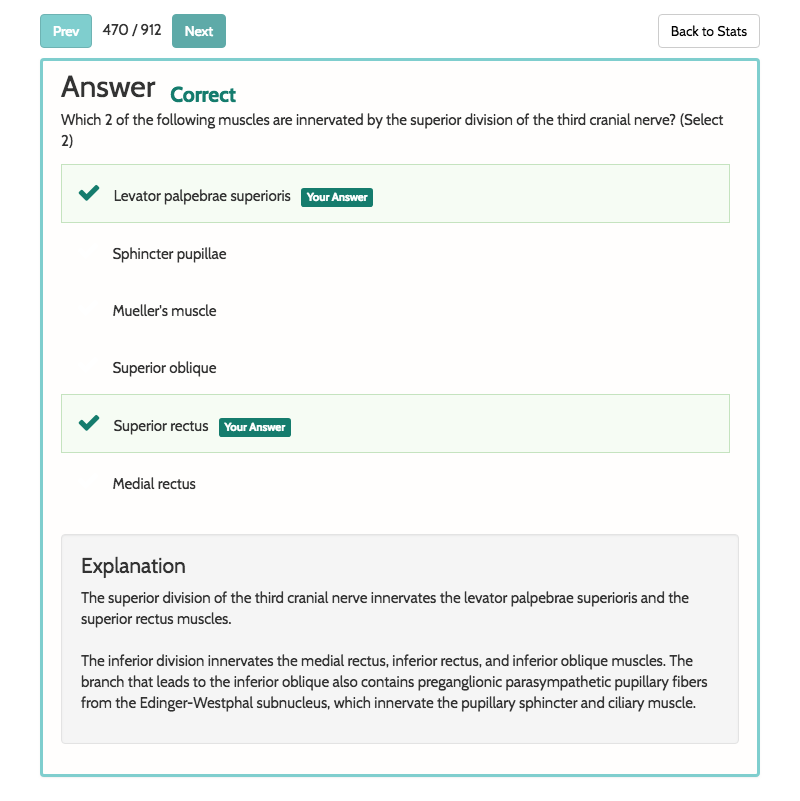 Prev 470 / 912 Next Back to Stats
Answer Correct
Which 2 of the following muscles are innervated by the superior division of the third cranial nerve? (Select
2)
Levator palpebrae superioris Your Answer
Sphincter pupillae
Mueller's muscle
Superior oblique
Superior rectus Your Answer
Medial rectus
Explanation
The superior division of the third cranial nerve innervates the levator palpebrae superioris and the
superior rectus muscles.
The inferior division innervates the medial rectus, inferior rectus, and inferior oblique muscles. The
branch that leads to the inferior oblique also contains preganglionic parasympathetic pupillary fibers
from the Edinger-Westphal subnucleus, which innervate the pupillary sphincter and ciliary muscle.